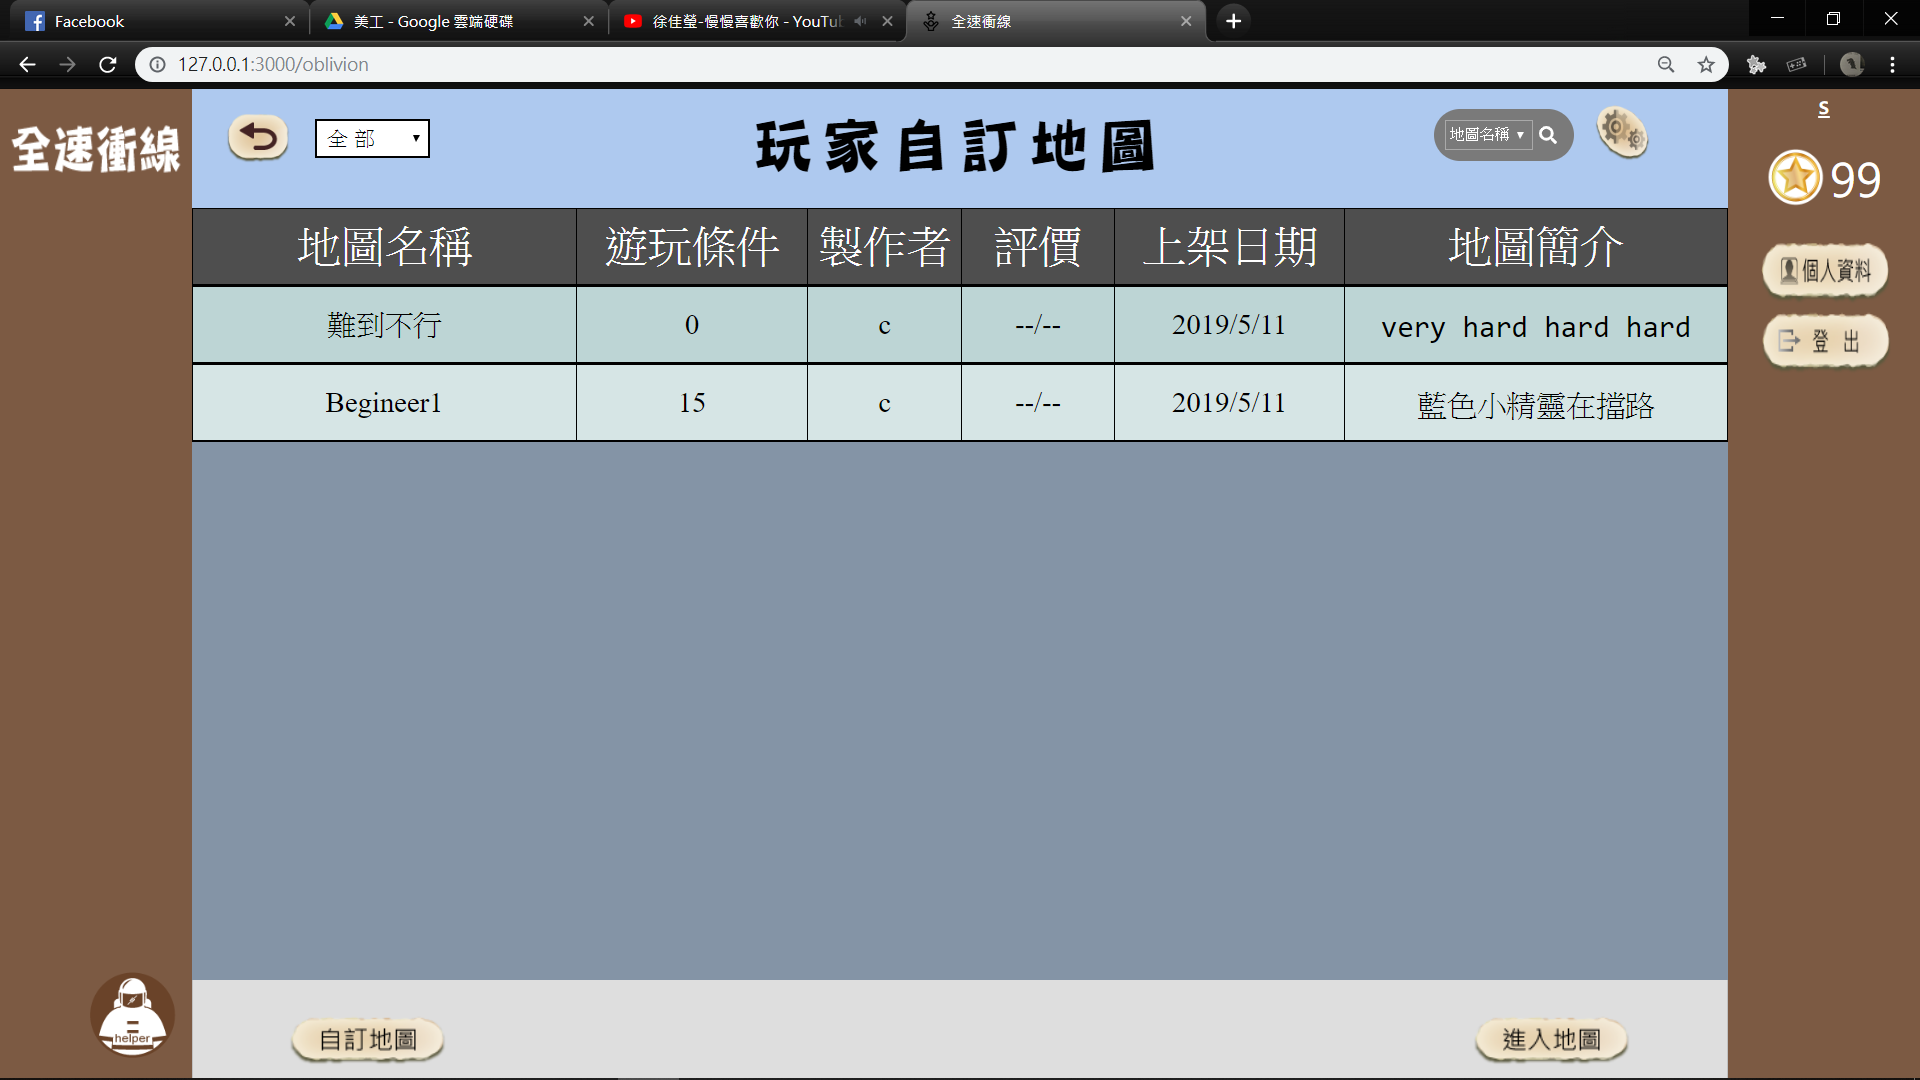 Facebook
美工 - Google 雲端硬碟
徐佳瑩-慢慢喜歡你 - YouTu
全速衝線
127.0.0.1:3000/oblivion
全速衝線
全 部
玩家自訂地圖
地圖名稱
s
99
個人資料
登 出
地圖名稱 遊玩條件 製作者 評價 上架日期 地圖簡介
難到不行 0 c --/-- 2019/5/11 very hard hard hard
Begineer1 15 c --/-- 2019/5/11 藍色小精靈在擋路
helper
自訂地圖
進入地圖